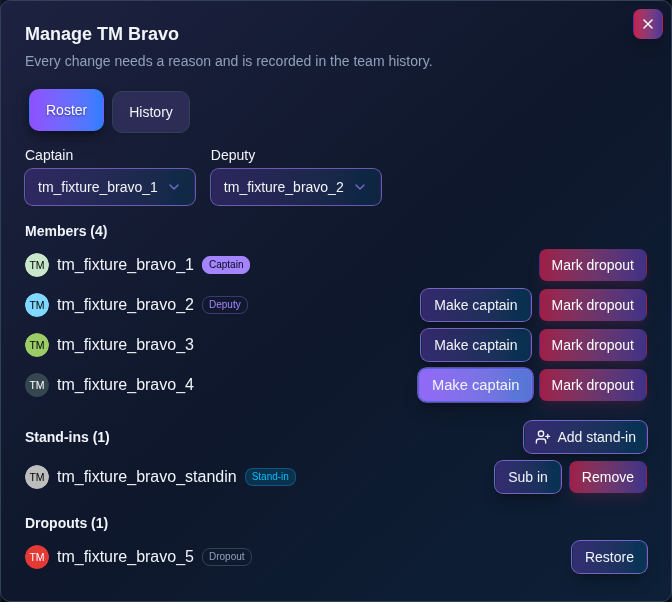 Manage TM Bravo
Every change needs a reason and is recorded in the team history.
Roster
History
Captain
Deputy
tm_fixture_bravo_1
tm_fixture_bravo_2
Members (4)
TM tm_fixture_bravo_1 Captain Mark dropout
TM tm_fixture_bravo_2 Deputy Make captain Mark dropout
TM tm_fixture_bravo_3 Make captain Mark dropout
TM tm_fixture_bravo_4 Make captain Mark dropout
Stand-ins (1) Add stand-in
TM tm_fixture_bravo_standin Stand-in Sub in Remove
Dropouts (1)
TM tm_fixture_bravo_5 Dropout Restore